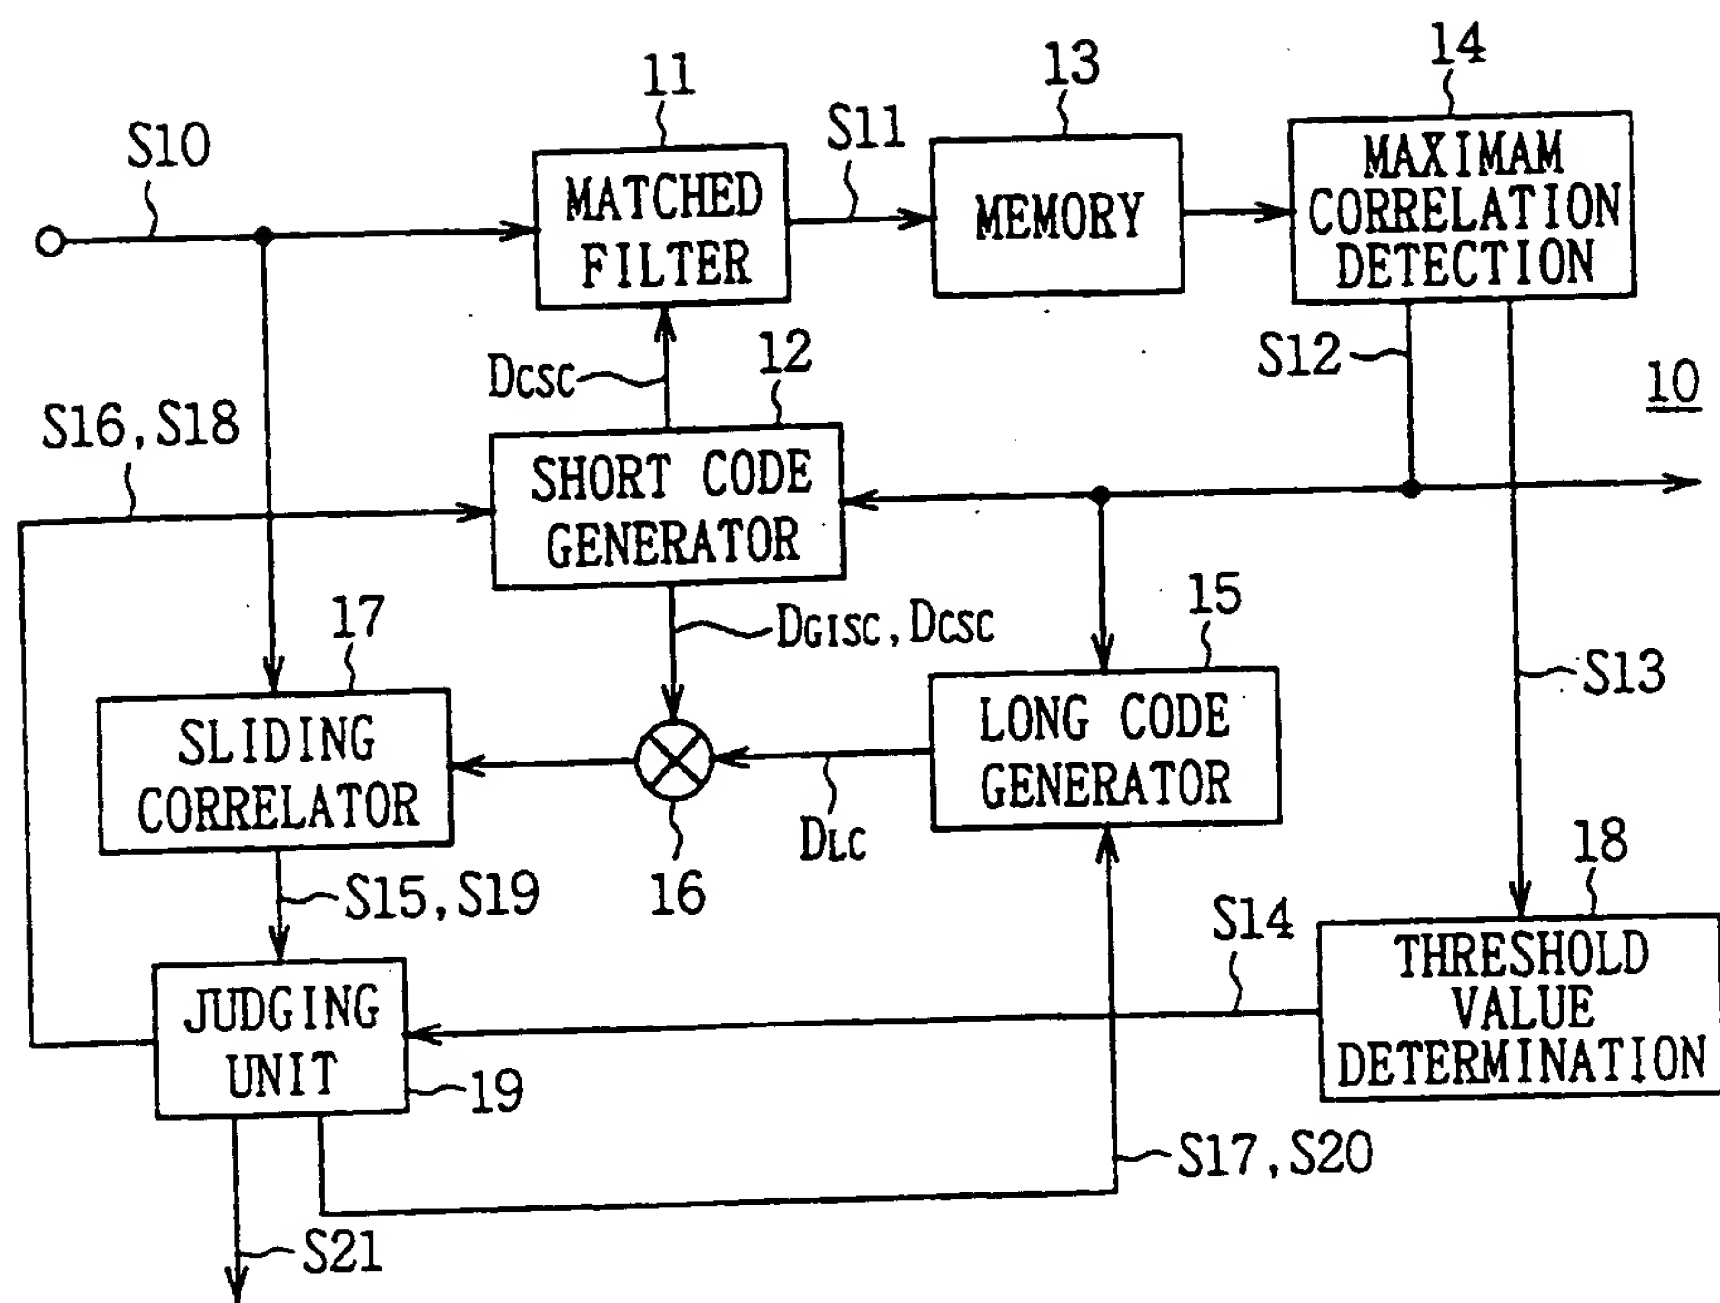 14
13
11
S11
S10
MAXIMAM
CORRELATION
DETECTION
MATCHED
FILTER
MEMORY
12
S12
DCSC
10
S16, S18
SHORT CODE
GENERATOR
15
17
DGISC, DCSC
S13
LONG CODE
GENERATOR
SLIDING
CORRELATOR
DLC
18
16
S15, S19
S14
THRESHOLD
VALUE
DETERMINATION
JUDGING
UNIT
19
S17, S20
S21